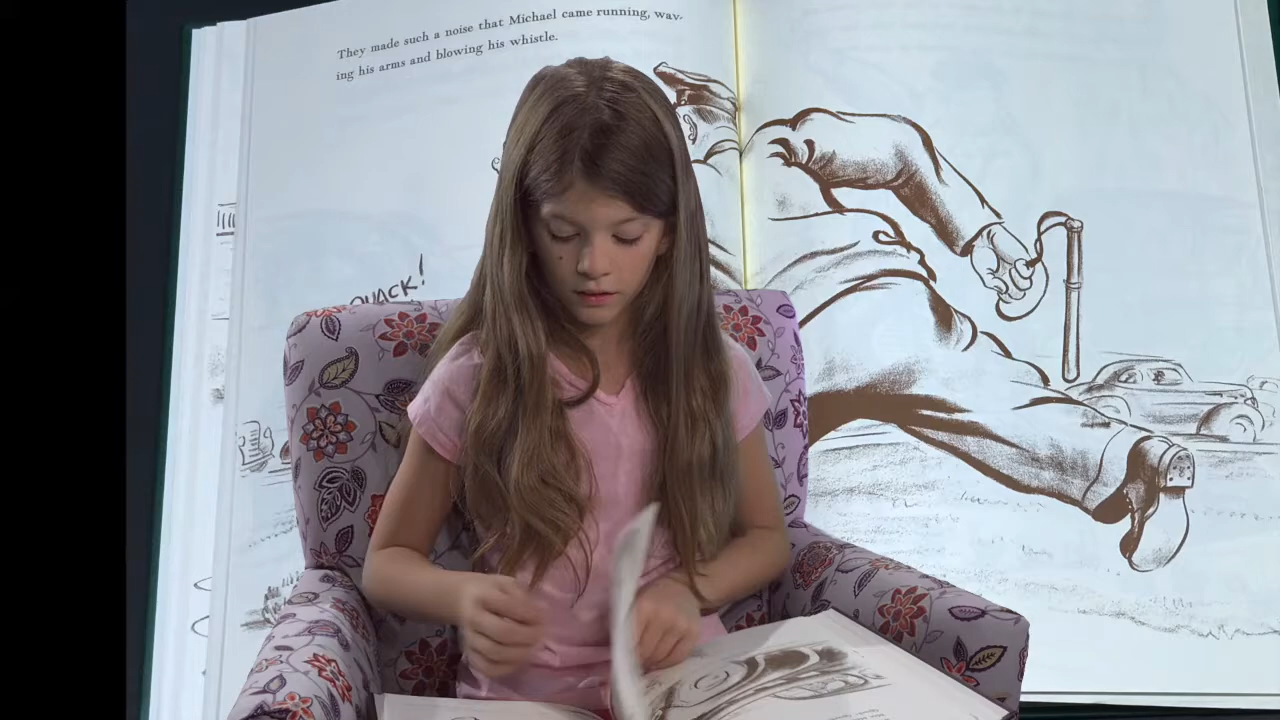 They made such a noise that Michael came running, wav-
ing his arms and blowing his whistle.
QUACK!